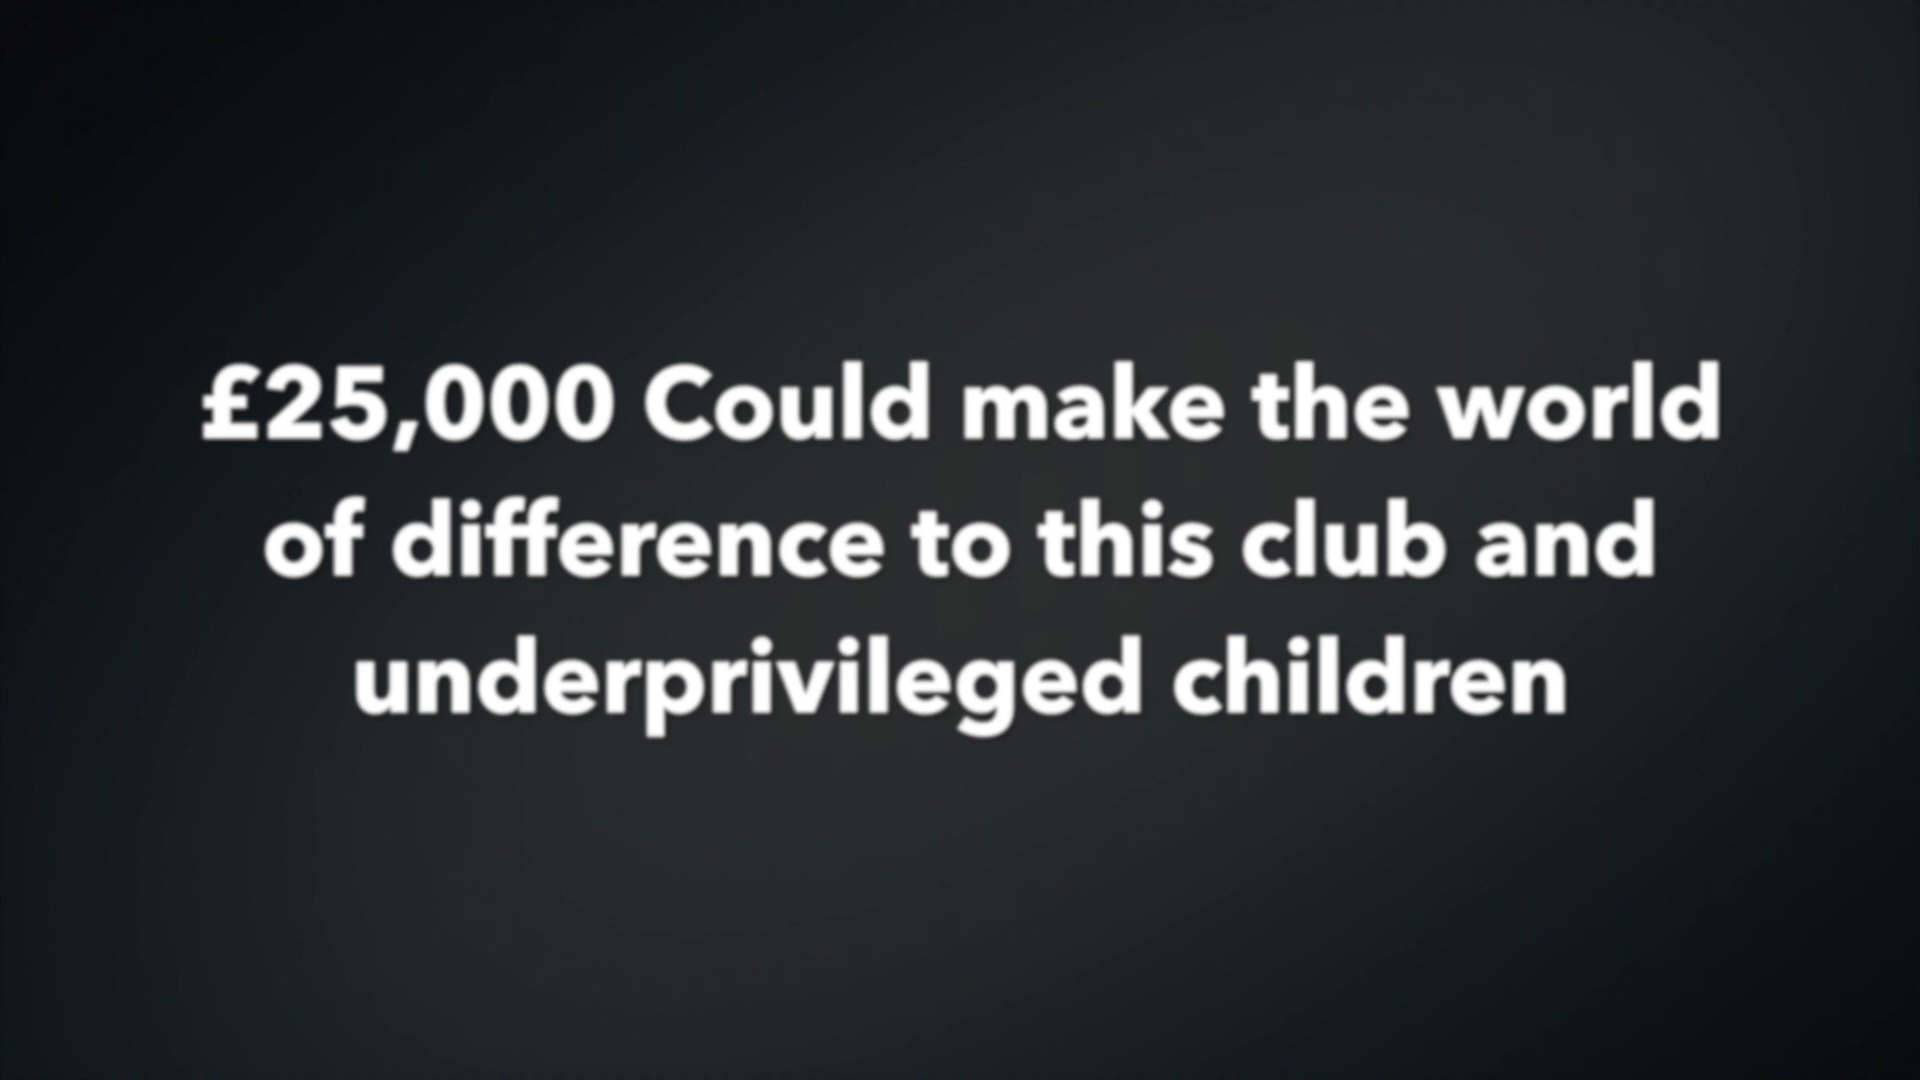 £25,000 Could make the world
of difference to this club and
underprivileged children